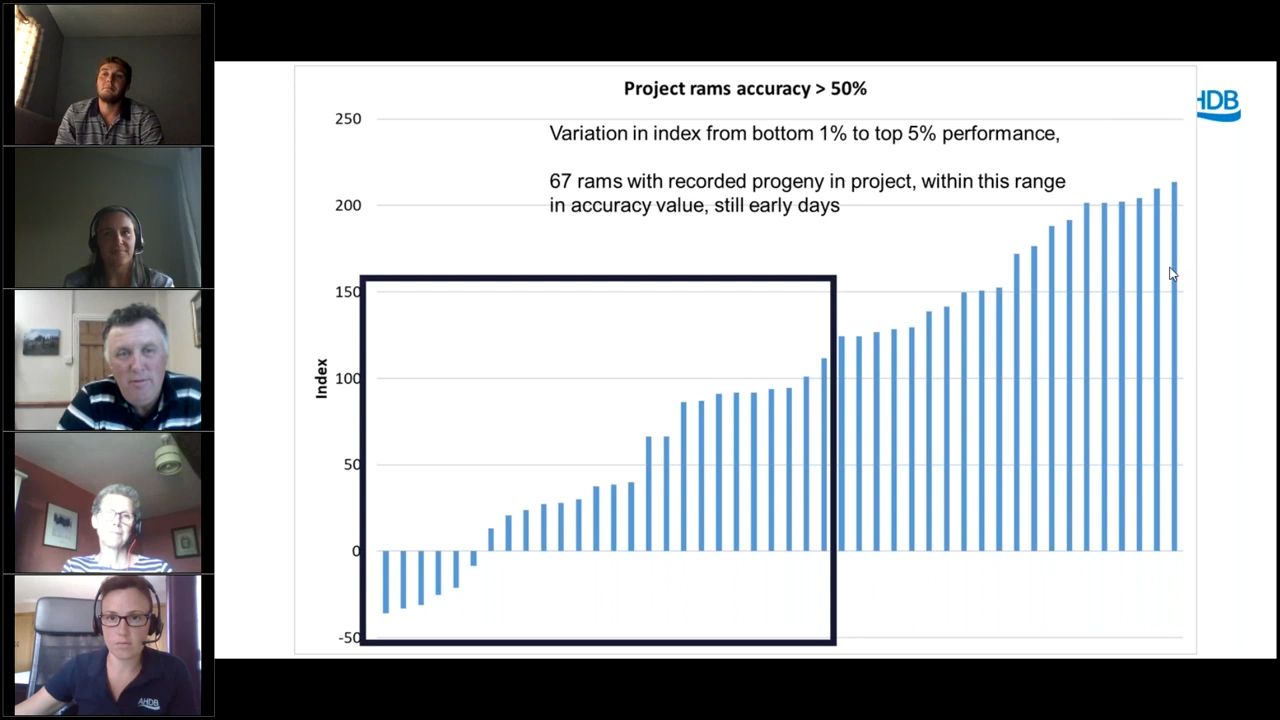 Project rams accuracy > 50%
HDB
250
Variation in index from bottom 1% to top 5% performance,
67 rams with recorded progeny in project, within this range
in accuracy value, still early days
200
150
100
50
0
-50
Index
AHDB